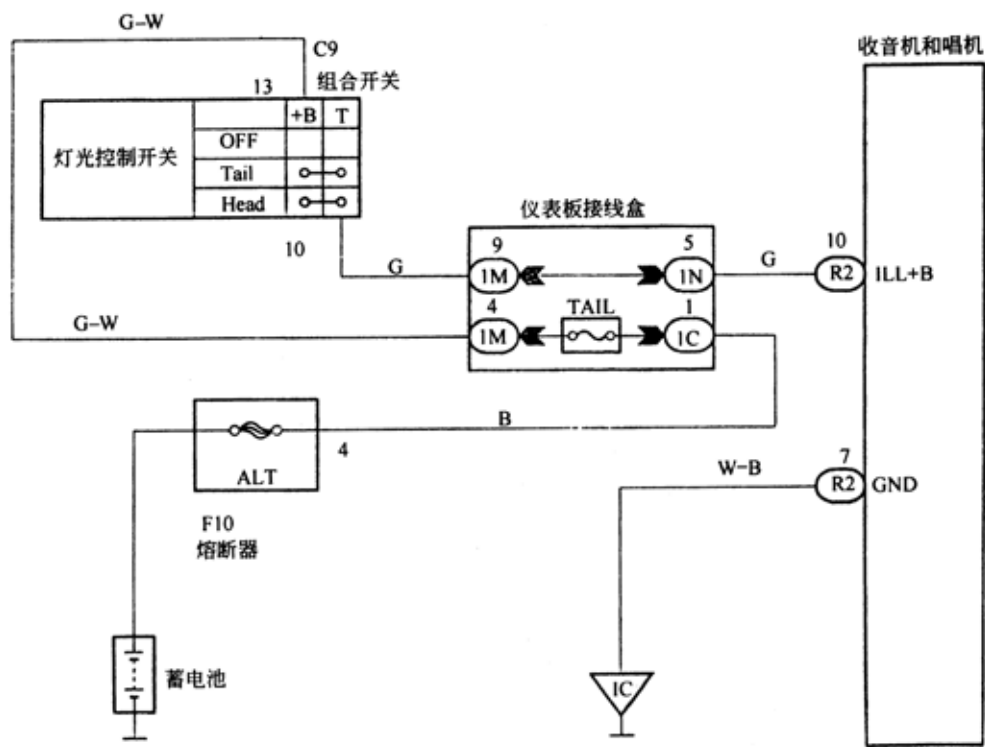 G-W
C9
收音机和唱机
13
组合开关
+B T
灯光控制开关
OFF
Tail
Head
仪表板接线盒
10
9
5
10
G
1M
1N
G
R2
ILL+B
4
TAIL
1
G-W
1M
1C
B
4
ALT
7
W-B
R2
GND
F10
熔断器
蓄电池
IC